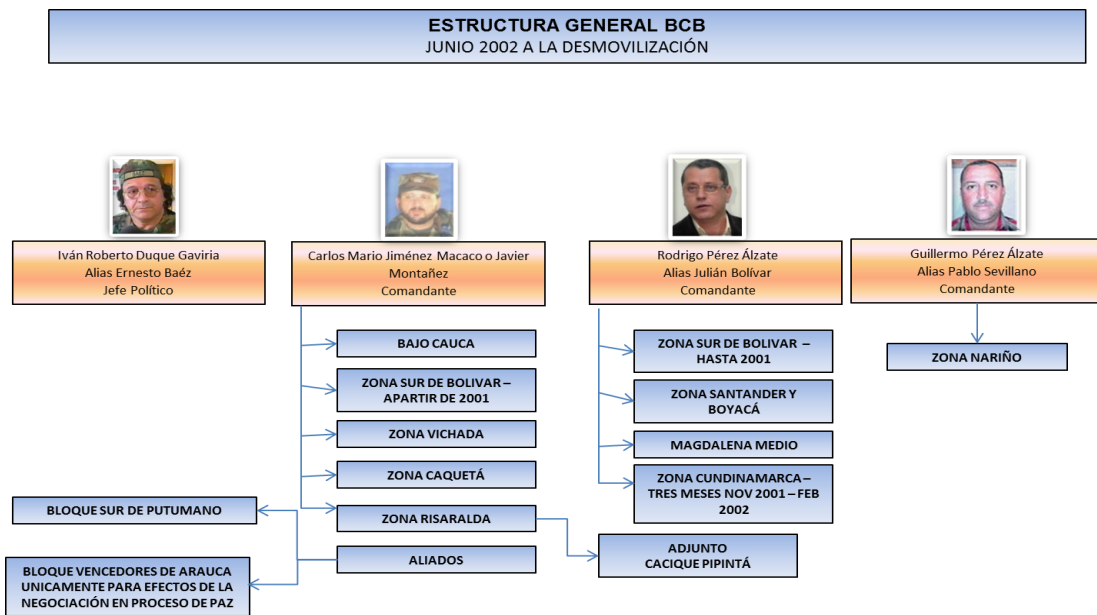 ESTRUCTURA GENERAL BCB
JUNIO 2002 A LA DESMOVILIZACIÓN
Iván Roberto Duque Gaviria
Alias Ernesto Baéz
Jefe Político
Carlos Mario Jiménez Macaco o Javier
Montañez
Comandante
Rodrigo Pérez Álzate
Alias Julián Bolívar
Comandante
Guillermo Pérez Álzate
Alias Pablo Sevillano
Comandante
BAJO CAUCA
ZONA SUR DE BOLIVAR –
APARTIR DE 2001
ZONA VICHADA
ZONA CAQUETÁ
ZONA RISARALDA
ALIADOS
BLOQUE SUR DE PUTUMANO
BLOQUE VENCEDORES DE ARAUCA
UNICAMENTE PARA EFECTOS DE LA
NEGOCIACIÓN EN PROCESO DE PAZ
ZONA SUR DE BOLIVAR –
HASTA 2001
ZONA SANTANDER Y
BOYACÁ
MAGDALENA MEDIO
ZONA CUNDINAMARCA–
TRES MESES NOV 2001 – FEB
2002
ADJUNTO
CACIQUE PIPINTÁ
ZONA NARIÑO